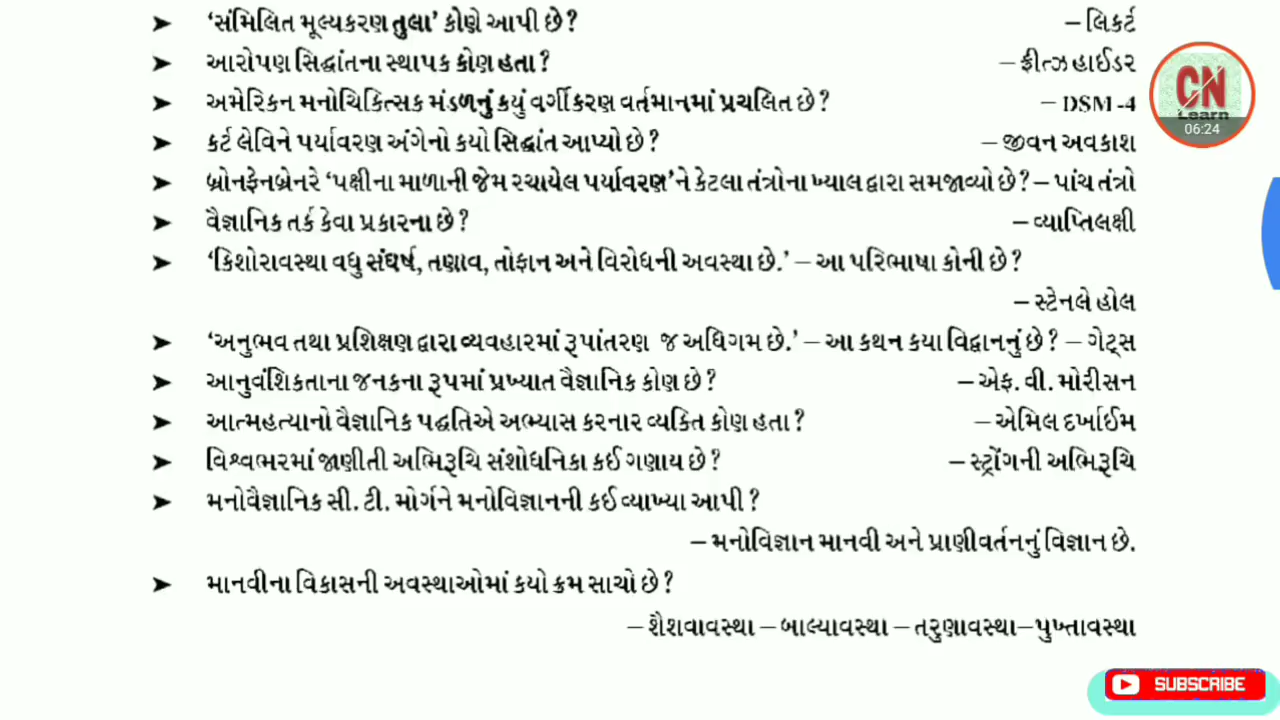 ➤ ‘સંમિલિત મૂલ્યકરણ તુલા’ કોણે આપી છે? – લિકર્ટ
➤ આરોપણ સિદ્ધાંતના સ્થાપક કોણ હતા? – ફ્રીત્ઝ હાઈડર
➤ અમેરિકન મનોચિકિત્સક મંડળનું કયું વર્ગીકરણ વર્તમાનમાં પ્રચલિત છે? – DSM -4
➤ કર્ટ લેવિને પર્યાવરણ અંગેનો કયો સિદ્ધાંત આપ્યો છે? – જીવન અવકાશ
➤ બ્રોનફેનબ્રેનરે ‘પક્ષીના માળાની જેમ રચાયેલ પર્યાવરણ’ને કેટલા તંત્રોના ખ્યાલ દ્વારા સમજાવ્યો છે? – પાંચ તંત્રો
➤ વૈજ્ઞાનિક તર્ક કેવા પ્રકારના છે? – વ્યાપ્તિલક્ષી
➤ ‘કિશોરાવસ્થા વધુ સંઘર્ષ, તણાવ, તોફાન અને વિરોધની અવસ્થા છે.’ – આ પરિભાષા કોની છે?
– સ્ટેનલે હોલ
➤ ‘અનુભવ તથા પ્રશિક્ષણ દ્વારા વ્યવહારમાં રૂપાંતરણ જ અધિગમ છે.’ – આ કથન કયા વિદ્વાનનું છે? – ગેટ્સ
➤ આનુવંશિકતાના જનકના રૂપમાં પ્રખ્યાત વૈજ્ઞાનિક કોણ છે? – એફ. વી. મોરીસન
➤ આત્મહત્યાનો વૈજ્ઞાનિક પદ્ધતિએ અભ્યાસ કરનાર વ્યક્તિ કોણ હતા? – એમિલ દર્ખાઈમ
➤ વિશ્વભરમાં જાણીતી અભિરૂચિ સંશોધનિકા કઈ ગણાય છે? – સ્ટ્રોંગની અભિરૂચિ
➤ મનોવૈજ્ઞાનિક સી. ટી. મોર્ગને મનોવિજ્ઞાનની કઈ વ્યાખ્યા આપી?
– મનોવિજ્ઞાન માનવી અને પ્રાણીવર્તનનું વિજ્ઞાન છે.
➤ માનવીના વિકાસની અવસ્થાઓમાં કયો ક્રમ સાચો છે?
– શૈશવાવસ્થા – બાલ્યાવસ્થા – તરુણાવસ્થા–પુખ્તાવસ્થા
CN
Learn
06:24
SUBSCRIBE